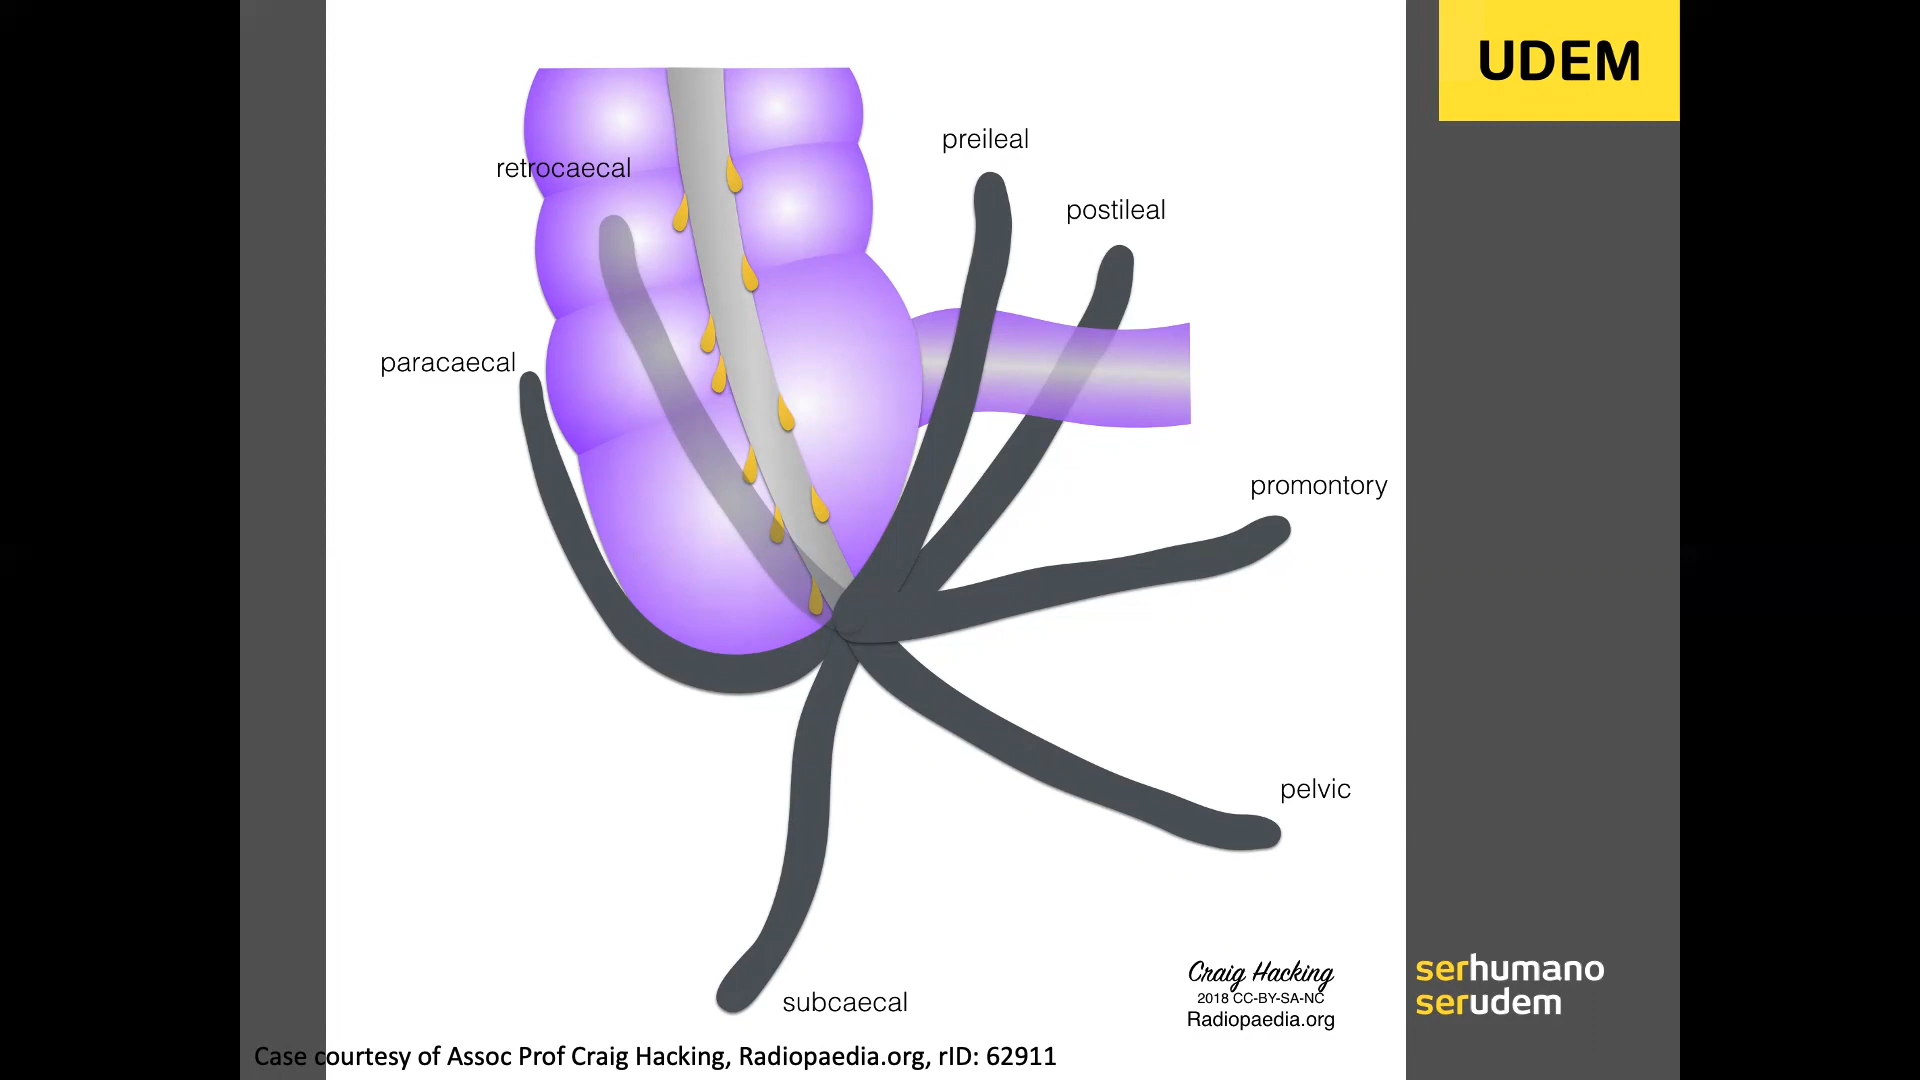 UDEM
preileal
retrocaecal
postileal
paracaecal
promontory
pelvic
subcaecal
Craig Hacking
2018 CC-BY-SA-NC
Radiopaedia.org
serhumano
serudem
Case courtesy of Assoc Prof Craig Hacking, Radiopaedia.org, rID: 62911